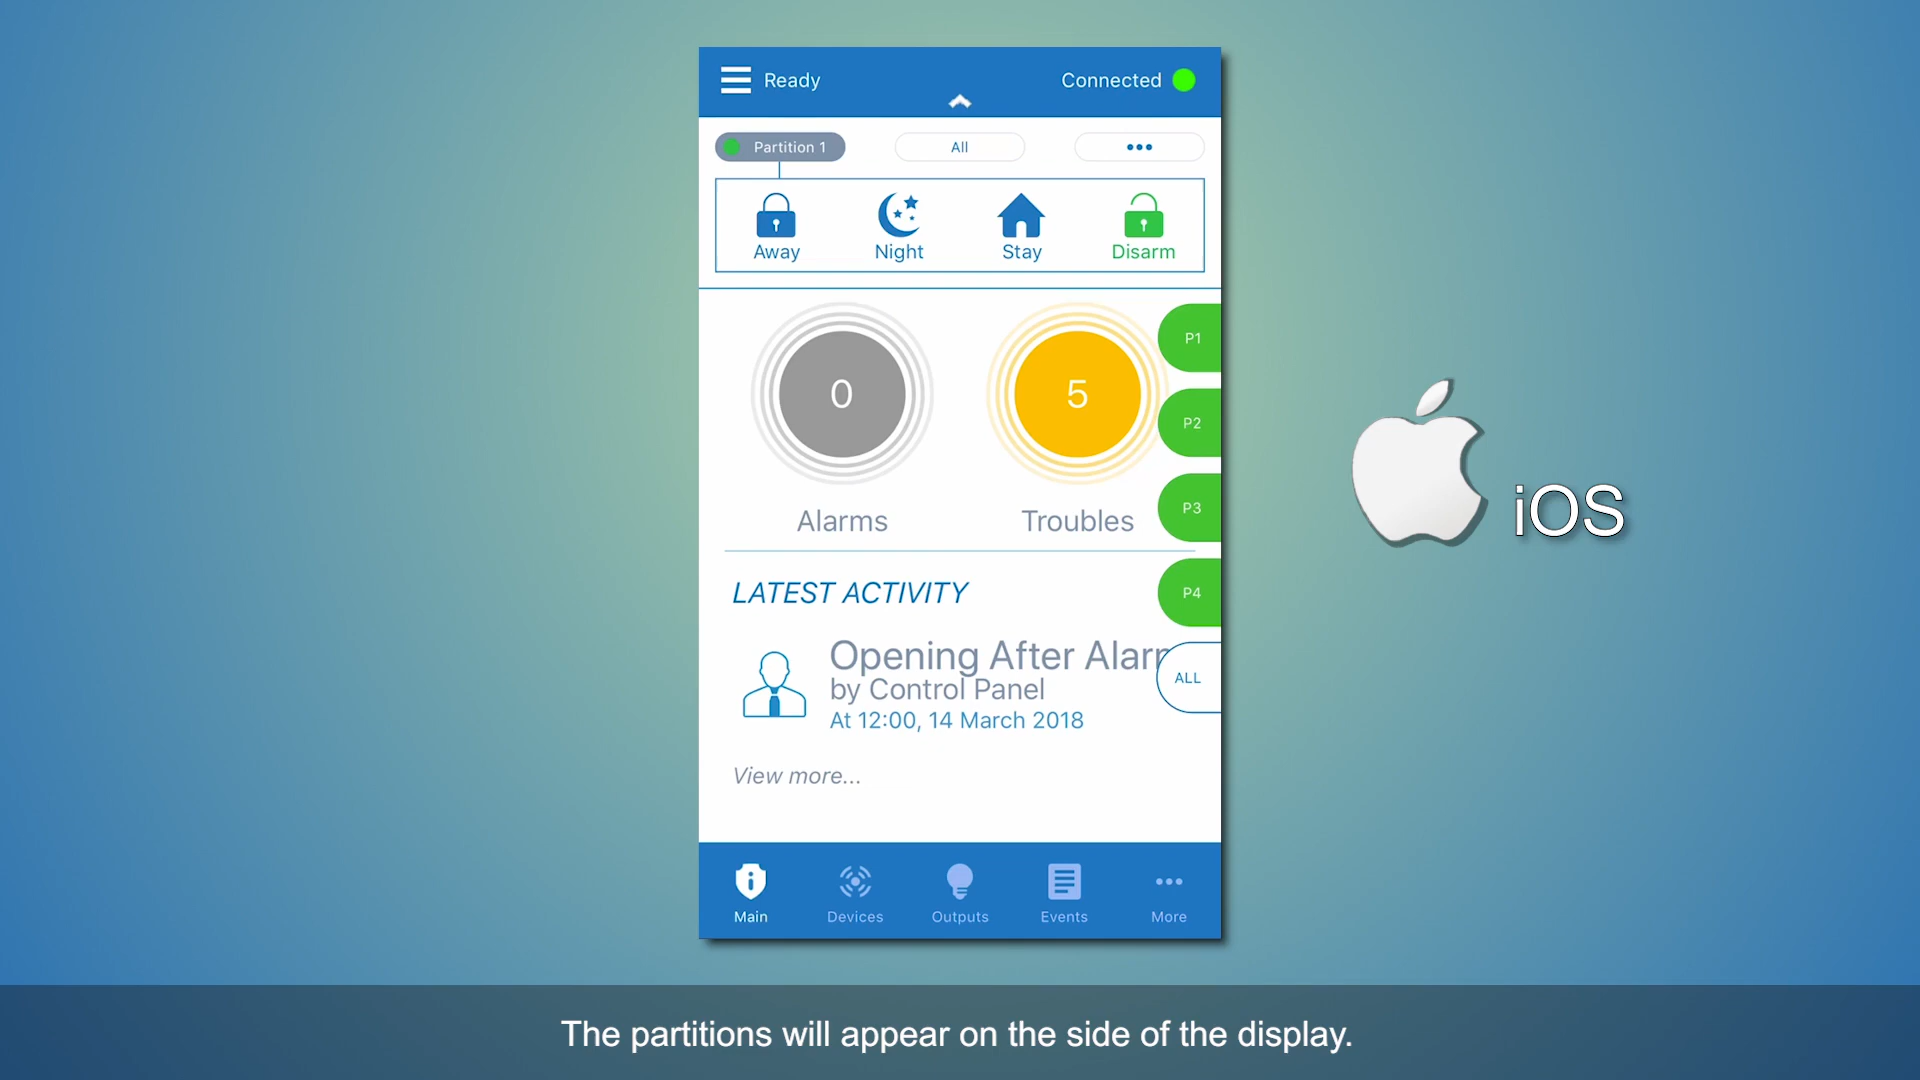 Ready
Connected
Partition 1
All
Away
Night
Stay
Disarm
0
5
P1
P2
P3
P4
ALL
Alarms
Troubles
LATEST ACTIVITY
Opening After Alar
by Control Panel
At 12:00, 14 March 2018
View more...
Main
Devices
Outputs
Events
More
iOS
The partitions will appear on the side of the display.